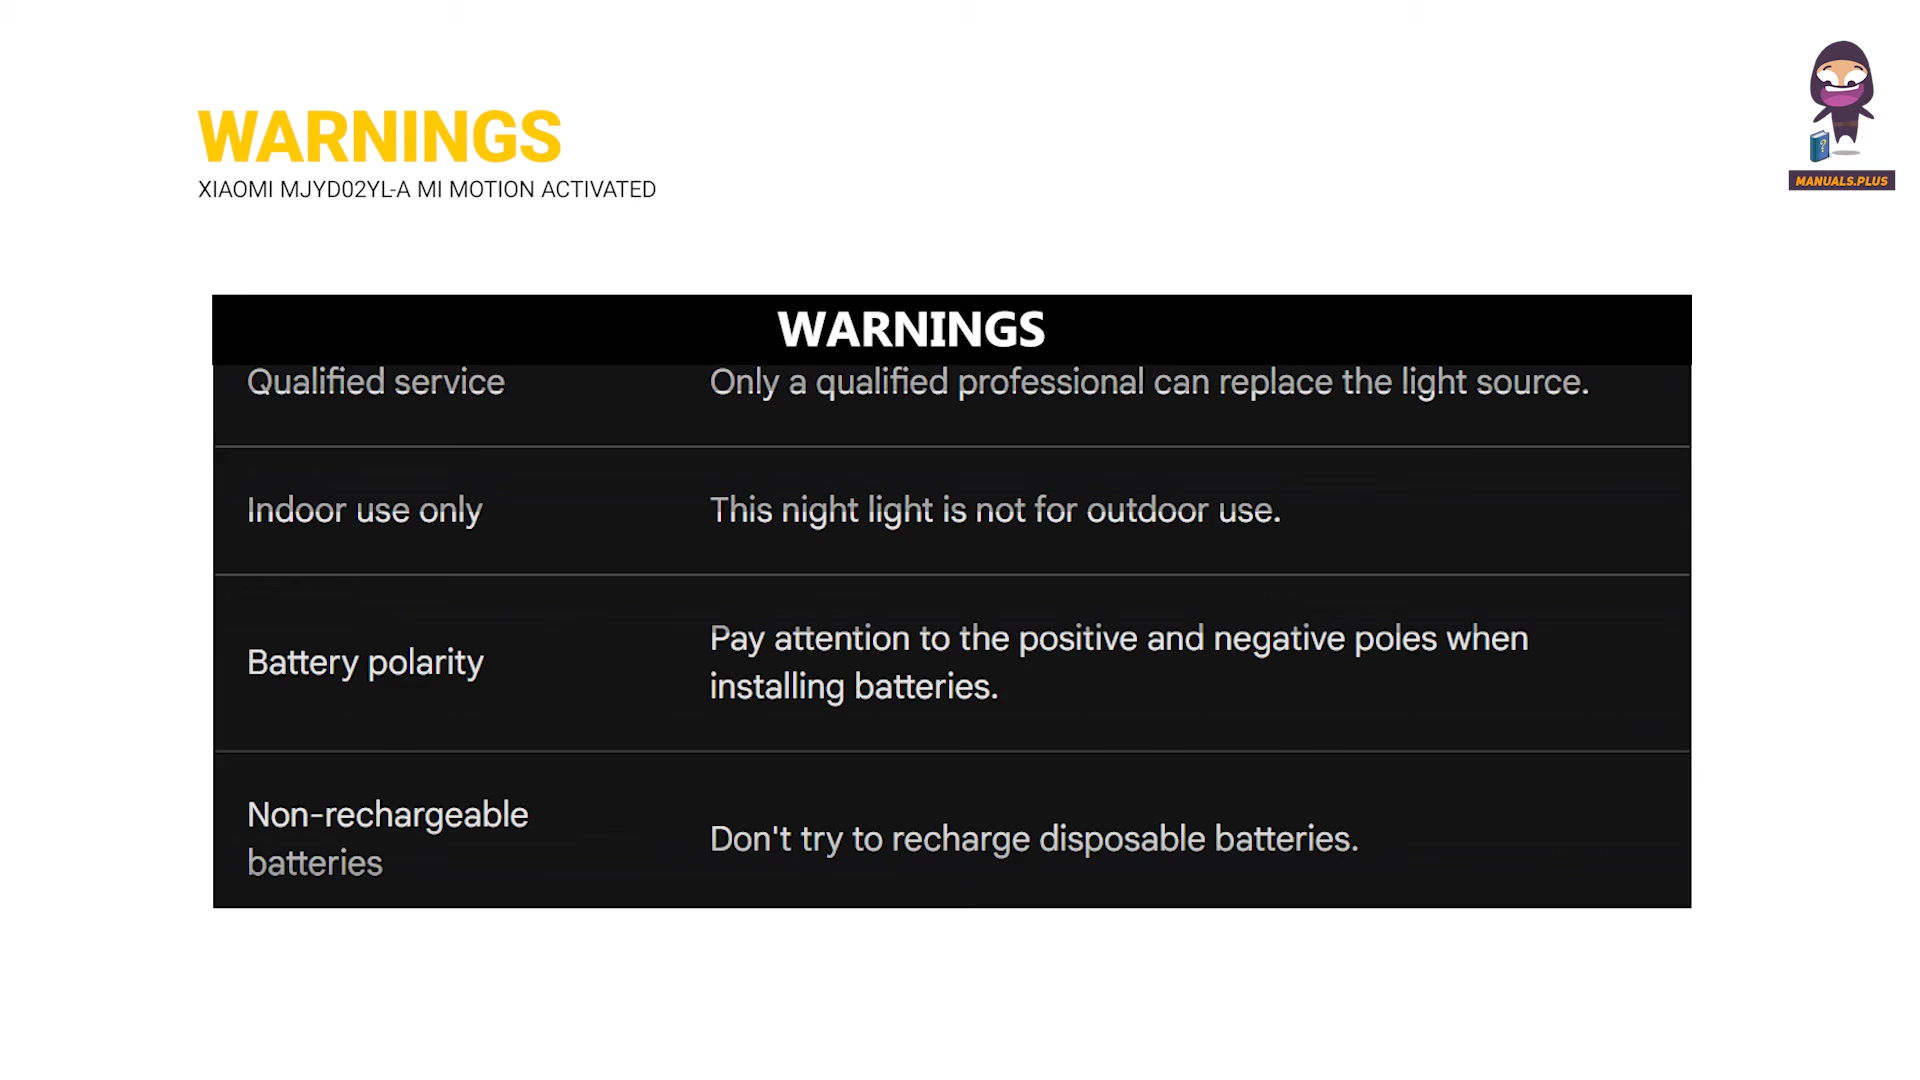 WARNINGS
XIAOMI MJYD02YL-A MI MOTION ACTIVATED
?
MANUALS.PLUS
WARNINGS
Qualified service
Only a qualified professional can replace the light source.
Indoor use only
This night light is not for outdoor use.
Battery polarity
Pay attention to the positive and negative poles when
installing batteries.
Non-rechargeable
batteries
Don't try to recharge disposable batteries.